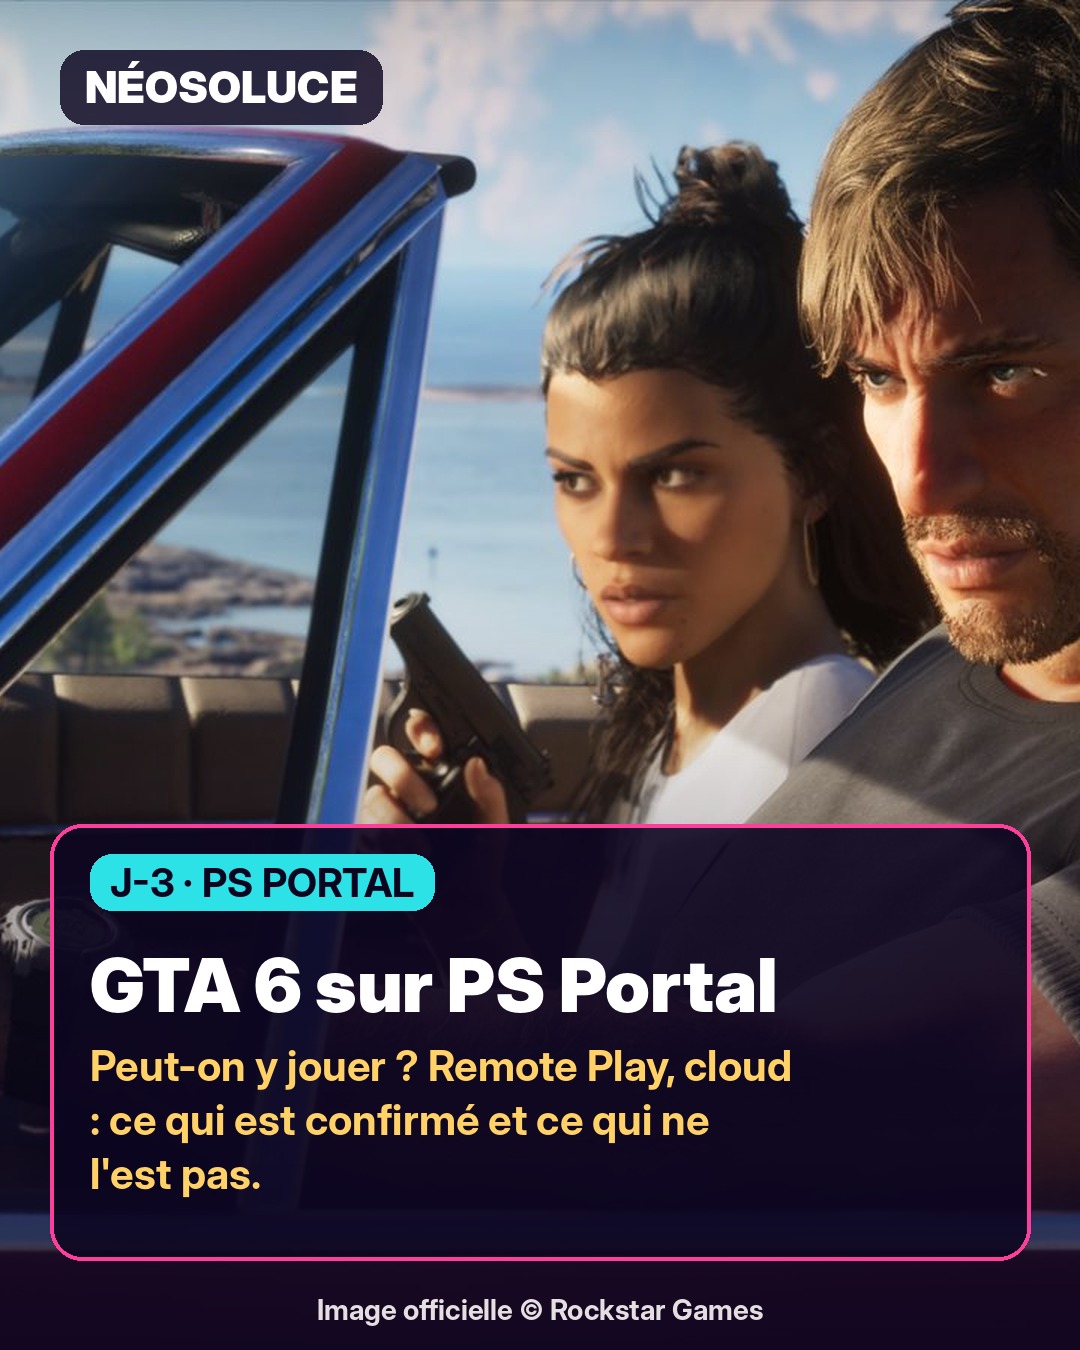 NÉOSOLUCE
J-3 · PS PORTAL
GTA 6 sur PS Portal
Peut-on y jouer ? Remote Play, cloud
: ce qui est confirmé et ce qui ne
l'est pas.
Image officielle © Rockstar Games